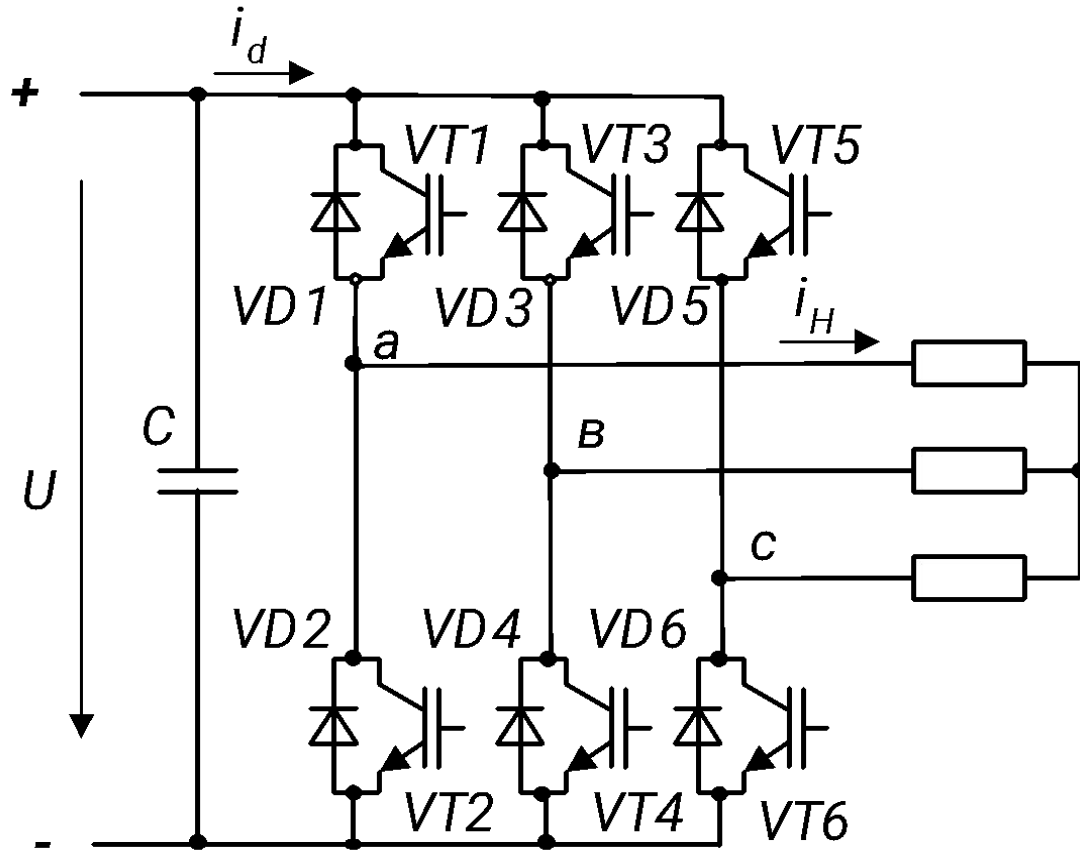 i_d
+
VT1 VT3 VT5
VD1 VD3 VD5
i_H
a
в
C
U
c
VD2 VD4 VD6
VT2 VT4 VT6
-